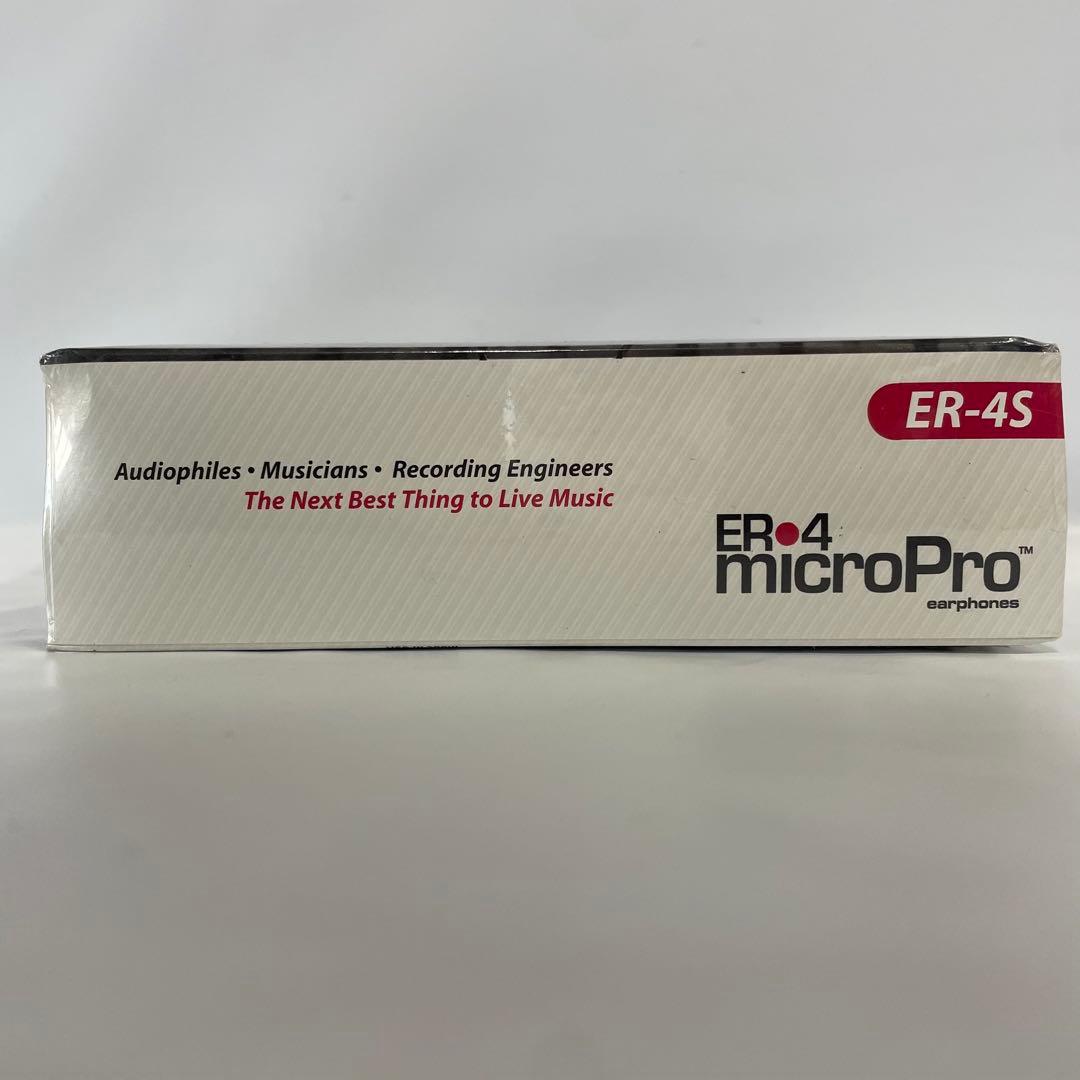 ER-4S
Audiophiles • Musicians • Recording Engineers
The Next Best Thing to Live Music
ER•4
microPro™
earphones